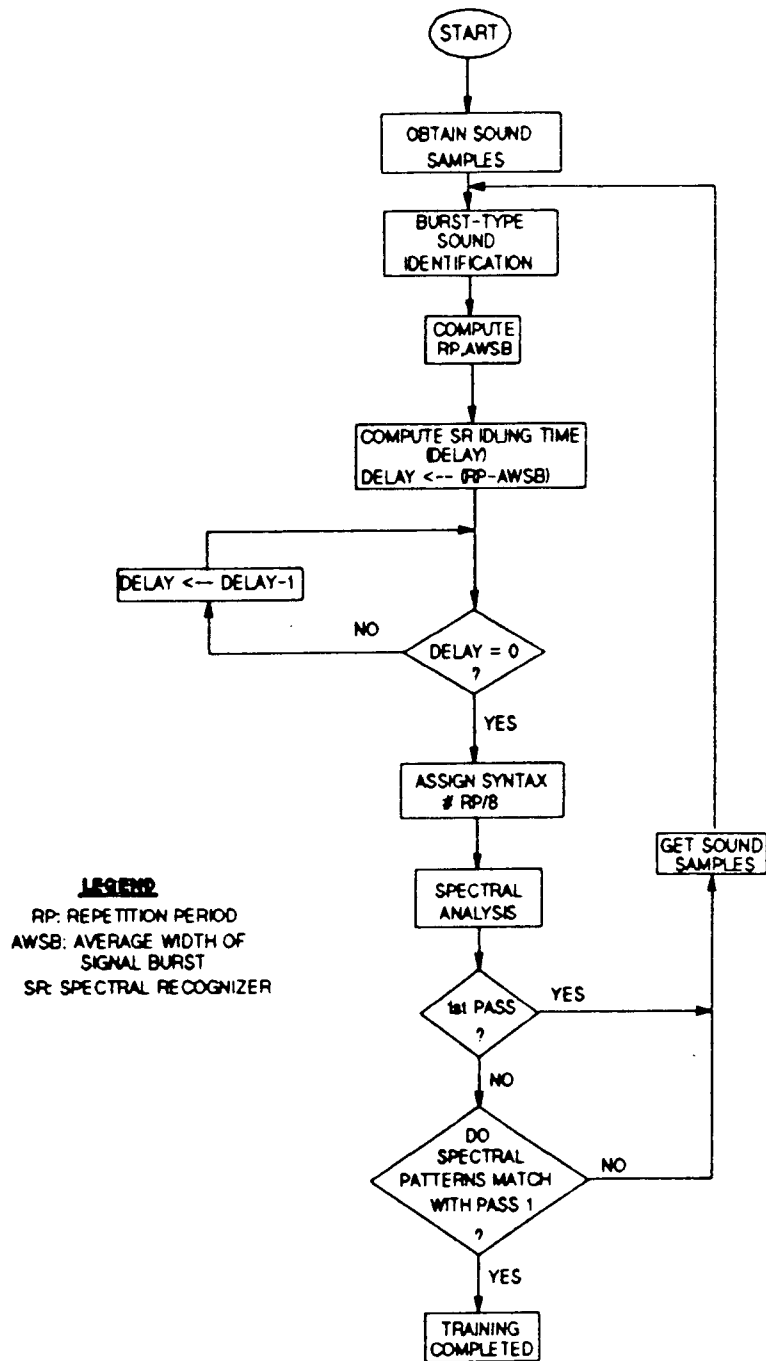 START
OBTAIN SOUND
SAMPLES
BURST-TYPE
SOUND
IDENTIFICATION
COMPUTE
RP,AWSB
COMPUTE SR IDLING TIME
(DELAY)
DELAY <-- (RP-AWSB)
DELAY <-- DELAY-1
NO
DELAY = 0
?
YES
ASSIGN SYNTAX
# RP/8
GET SOUND
SAMPLES
SPECTRAL
ANALYSIS
LEGEND
RP: REPETITION PERIOD
AWSB: AVERAGE WIDTH OF
SIGNAL BURST
SR: SPECTRAL RECOGNIZER
1st PASS
?
YES
NO
DO
SPECTRAL
PATTERNS MATCH
WITH PASS 1
?
NO
YES
TRAINING
COMPLETED